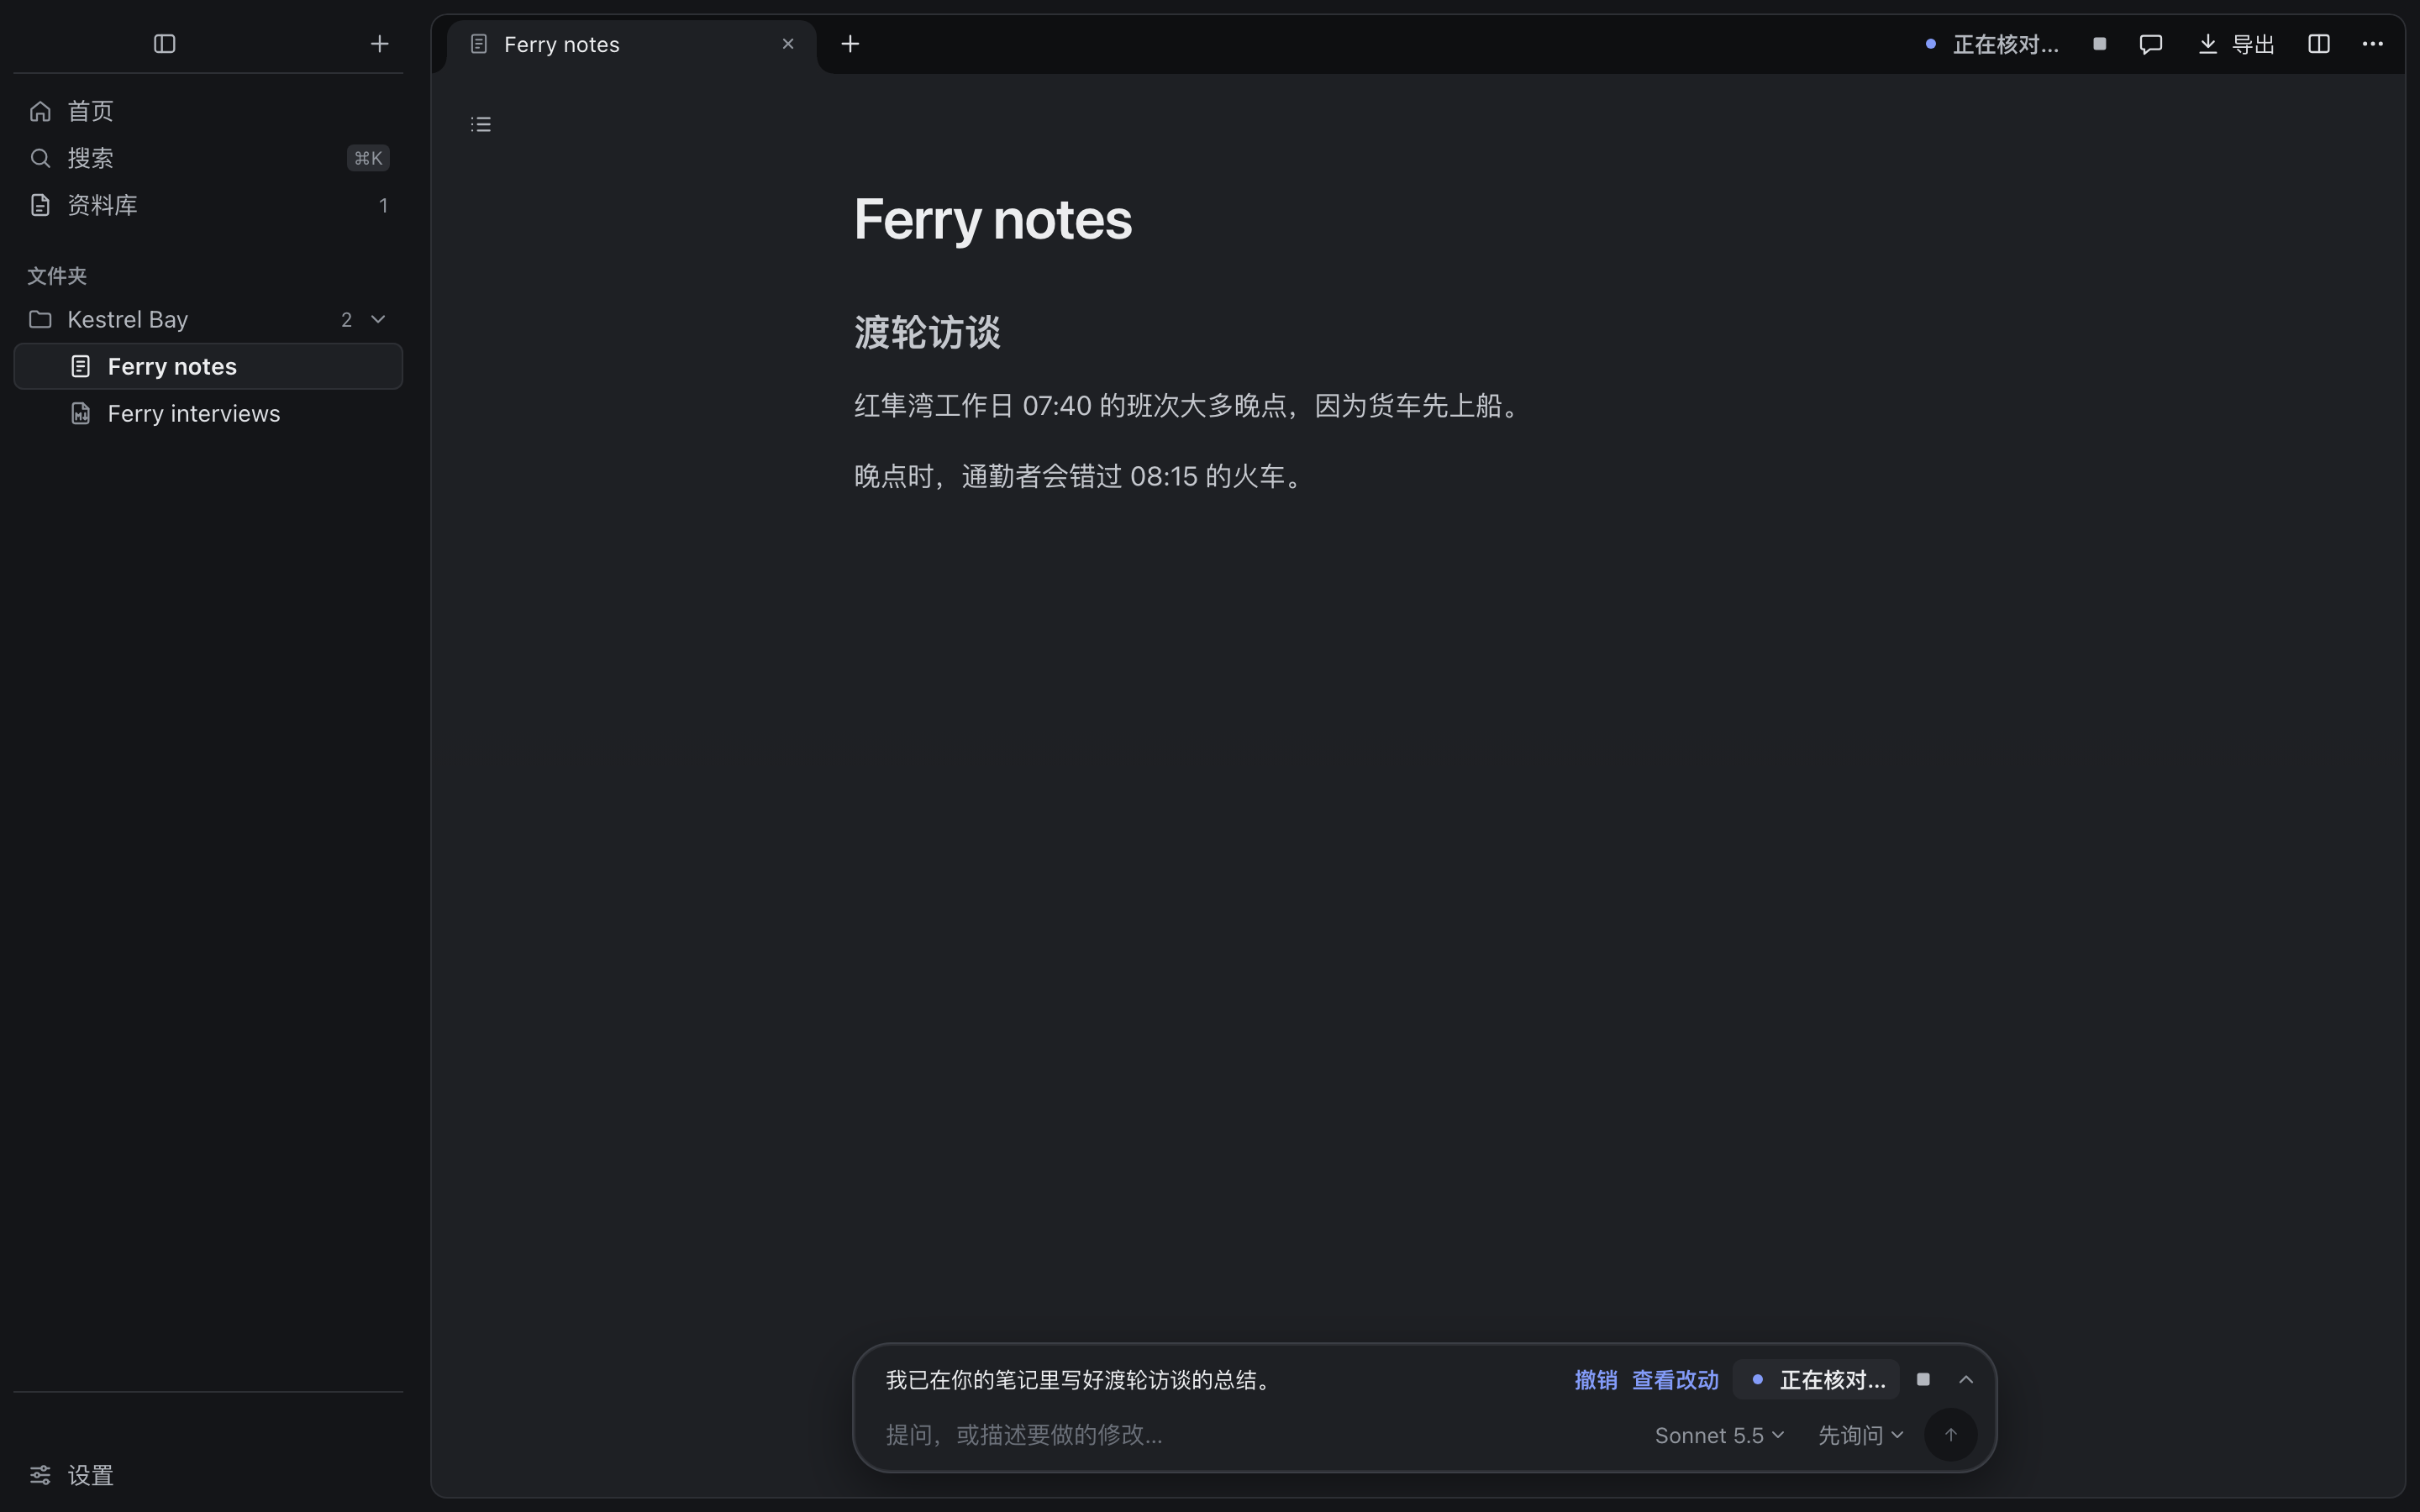 Ferry notes
正在核对...
导出
首页
搜索 ⌘K
资料库 1
文件夹
Kestrel Bay 2
Ferry notes
Ferry interviews
设置
Ferry notes
渡轮访谈
红隼湾工作日 07:40 的班次大多晚点，因为货车先上船。
晚点时，通勤者会错过 08:15 的火车。
我已在你的笔记里写好渡轮访谈的总结。 撤销 查看改动 正在核对...
提问，或描述要做的修改... Sonnet 5.5 先询问